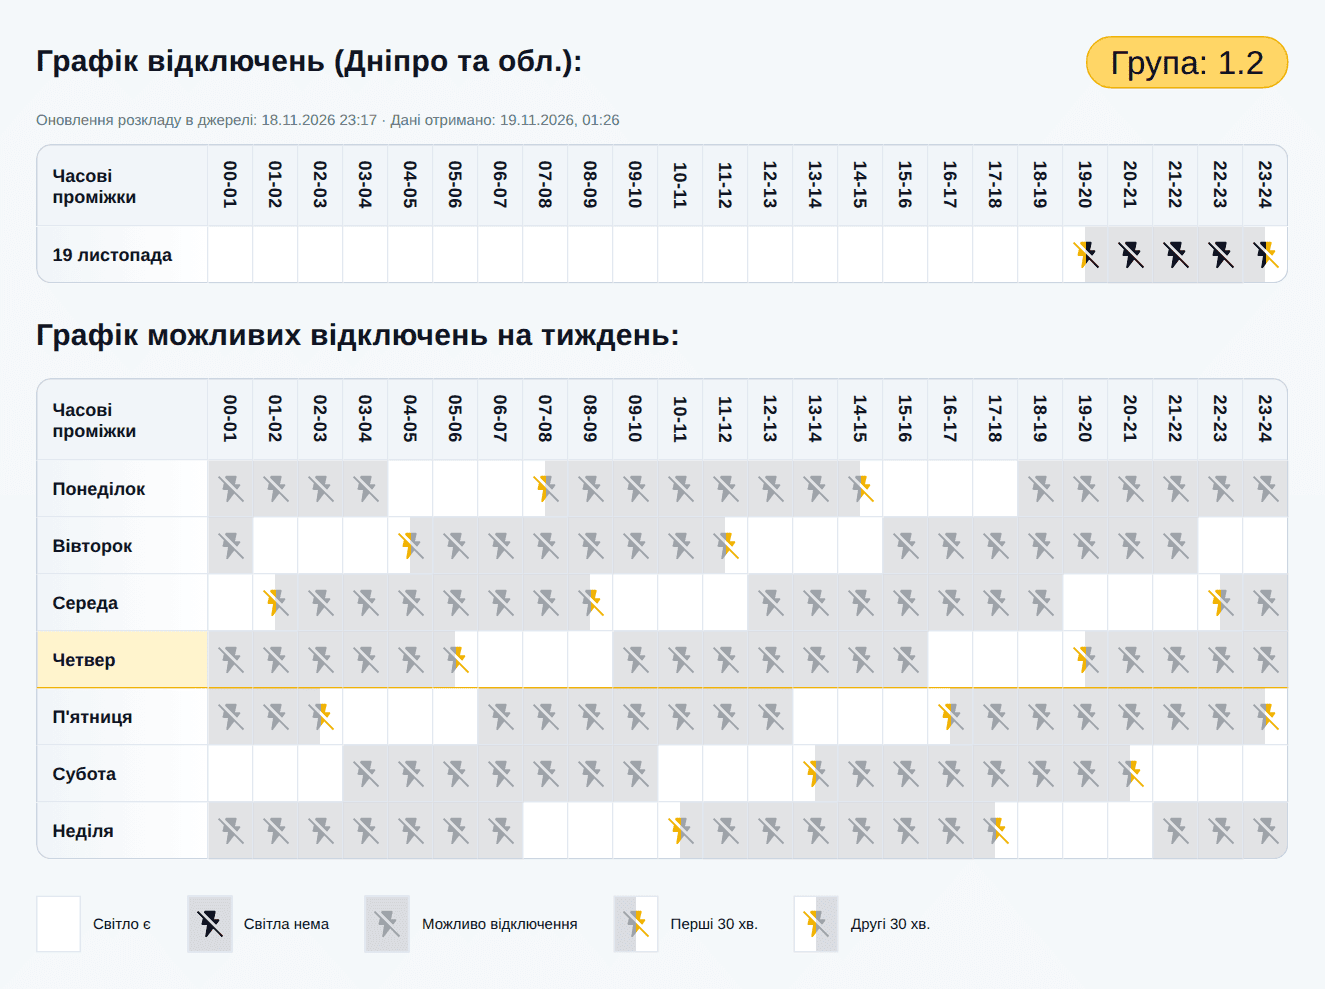 Графік відключень (Дніпро та обл.):
Група: 1.2
Оновлення розкладу в джерелі: 18.11.2026 23:17 · Дані отримано: 19.11.2026, 01:26
Часові проміжки 00-01 01-02 02-03 03-04 04-05 05-06 06-07 07-08 08-09 09-10 10-11 11-12 12-13 13-14 14-15 15-16 16-17 17-18 18-19 19-20 20-21 21-22 22-23 23-24
19 листопада
Графік можливих відключень на тиждень:
Часові проміжки 00-01 01-02 02-03 03-04 04-05 05-06 06-07 07-08 08-09 09-10 10-11 11-12 12-13 13-14 14-15 15-16 16-17 17-18 18-19 19-20 20-21 21-22 22-23 23-24
Понеділок
Вівторок
Середа
Четвер
П'ятниця
Субота
Неділя
Світло є Світла нема Можливо відключення Перші 30 хв. Другі 30 хв.